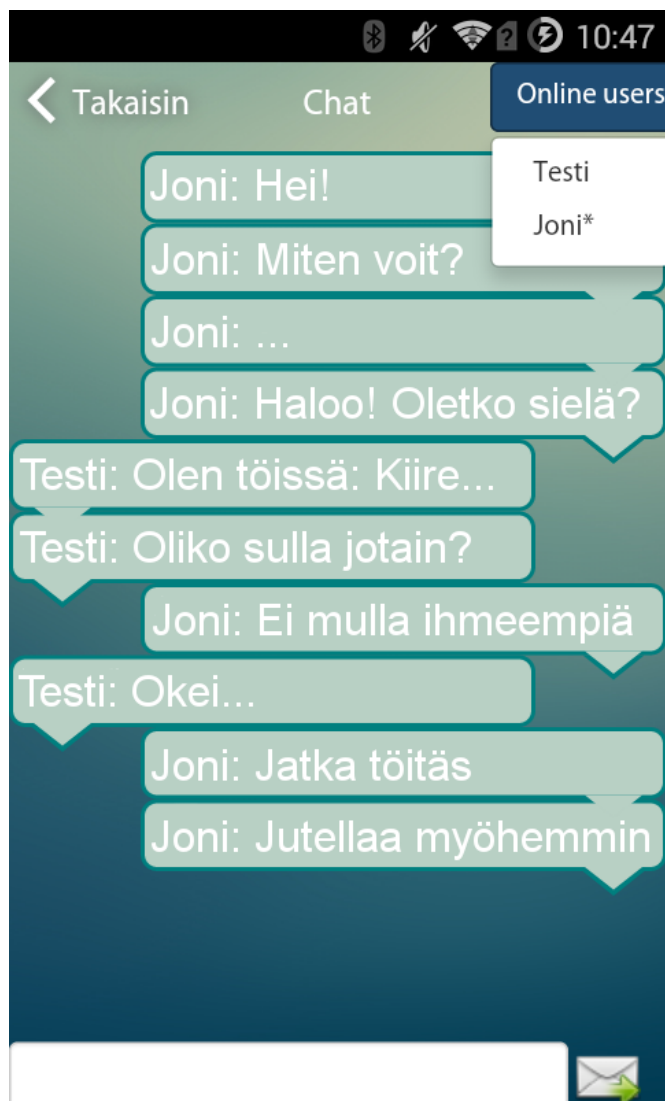 10:47
Takaisin
Chat
Online users
Testi
Joni*
Joni: Hei!
Joni: Miten voit?
Joni: ...
Joni: Haloo! Oletko sielä?
Testi: Olen töissä: Kiire...
Testi: Oliko sulla jotain?
Joni: Ei mulla ihmeempiä
Testi: Okei...
Joni: Jatka töitäs
Joni: Jutellaa myöhemmin